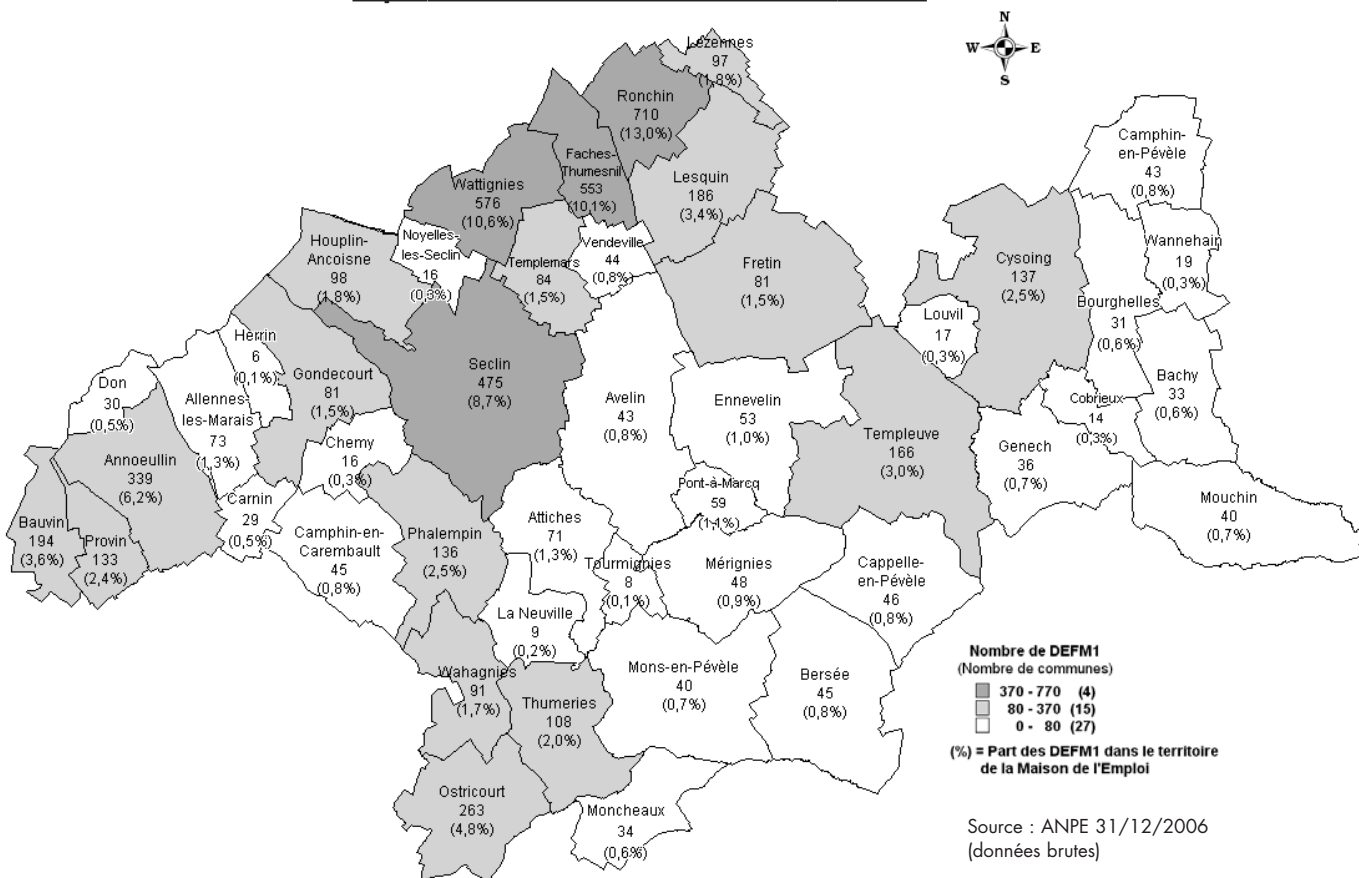 N
W E
S
Lezennes
97
(1,8%)
Ronchin
710
(13,0%)
Faches-
Thumesnil
553
(10,1%)
Lesquin
186
(3,4%)
Wattignies
576
(10,6%)
Camphin-
en-Pévèle
43
(0,8%)
Wannehain
19
(0,3%)
Houplin-
Ancoisne
98
(1,8%)
Noyelles-
les-Seclin
16
(0,3%)
Templemars
84
(1,5%)
Vendeville
44
(0,8%)
Fretin
81
(1,5%)
Cysoing
137
(2,5%)
Bourghelles
31
(0,6%)
Louvil
17
(0,3%)
Bachy
33
(0,6%)
Herrin
6
(0,1%)
Gondecourt
81
(1,5%)
Seclin
475
(8,7%)
Don
30
(0,5%)
Allennes-
les-Marais
73
(1,3%)
Avelin
43
(0,8%)
Ennevelin
53
(1,0%)
Cobrieux
14
(0,3%)
Templeuve
166
(3,0%)
Genech
36
(0,7%)
Chemy
16
(0,3%)
Annoeullin
339
(6,2%)
Pont-à-Marcq
59
(1,1%)
Mouchin
40
(0,7%)
Carnin
29
(0,5%)
Bauvin
194
(3,6%)
Provin
133
(2,4%)
Camphin-en-
Carembault
45
(0,8%)
Phalempin
136
(2,5%)
Attiches
71
(1,3%)
Tourmignies
8
(0,1%)
Mérignies
48
(0,9%)
Cappelle-
en-Pévèle
46
(0,8%)
La Neuville
9
(0,2%)
Wahagnies
91
(1,7%)
Mons-en-Pévèle
40
(0,7%)
Bersée
45
(0,8%)
Thumeries
108
(2,0%)
Ostricourt
263
(4,8%)
Moncheaux
34
(0,6%)
Nombre de DEFM1
(Nombre de communes)
370 - 770 (4)
80 - 370 (15)
0 - 80 (27)
(%) = Part des DEFM1 dans le territoire
de la Maison de l'Emploi
Source : ANPE 31/12/2006
(données brutes)